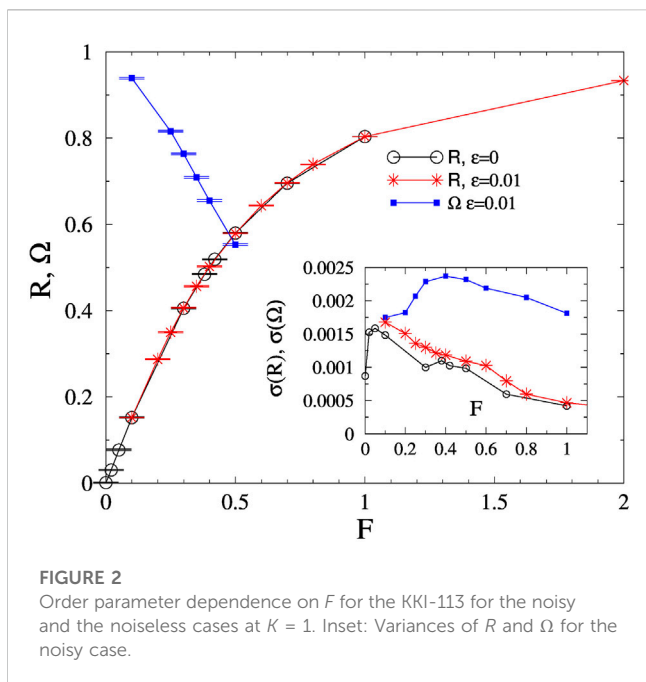 1
0.8
0.6
0.4
0.2
0
R, Ω
R, ε=0
R, ε=0.01
Ω ε=0.01
0.0025
0.002
0.0015
0.001
0.0005
0
σ(R), σ(Ω)
F
0 0.2 0.4 0.6 0.8 1
0 0.5 1 1.5 2
F
FIGURE 2
Order parameter dependence on F for the KKI-113 for the noisy
and the noiseless cases at K = 1. Inset: Variances of R and Ω for the
noisy case.